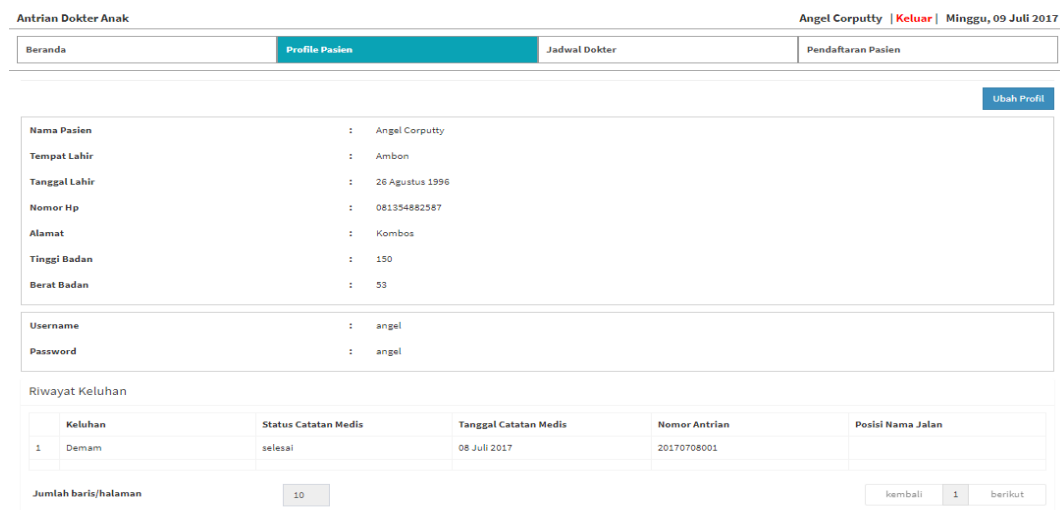 Antrian Dokter Anak Angel Corputty | Keluar | Minggu, 09 Juli 2017
Beranda Profile Pasien Jadwal Dokter Pendaftaran Pasien
Ubah Profil
Nama Pasien : Angel Corputty
Tempat Lahir : Ambon
Tanggal Lahir : 26 Agustus 1996
Nomor Hp : 081354882587
Alamat : Kombos
Tinggi Badan : 150
Berat Badan : 53
Username : angel
Password : angel
Riwayat Keluhan
Keluhan Status Catatan Medis Tanggal Catatan Medis Nomor Antrian Posisi Nama Jalan
1 Demam selesai 08 Juli 2017 20170708001
Jumlah baris/halaman 10 kembali 1 berikut